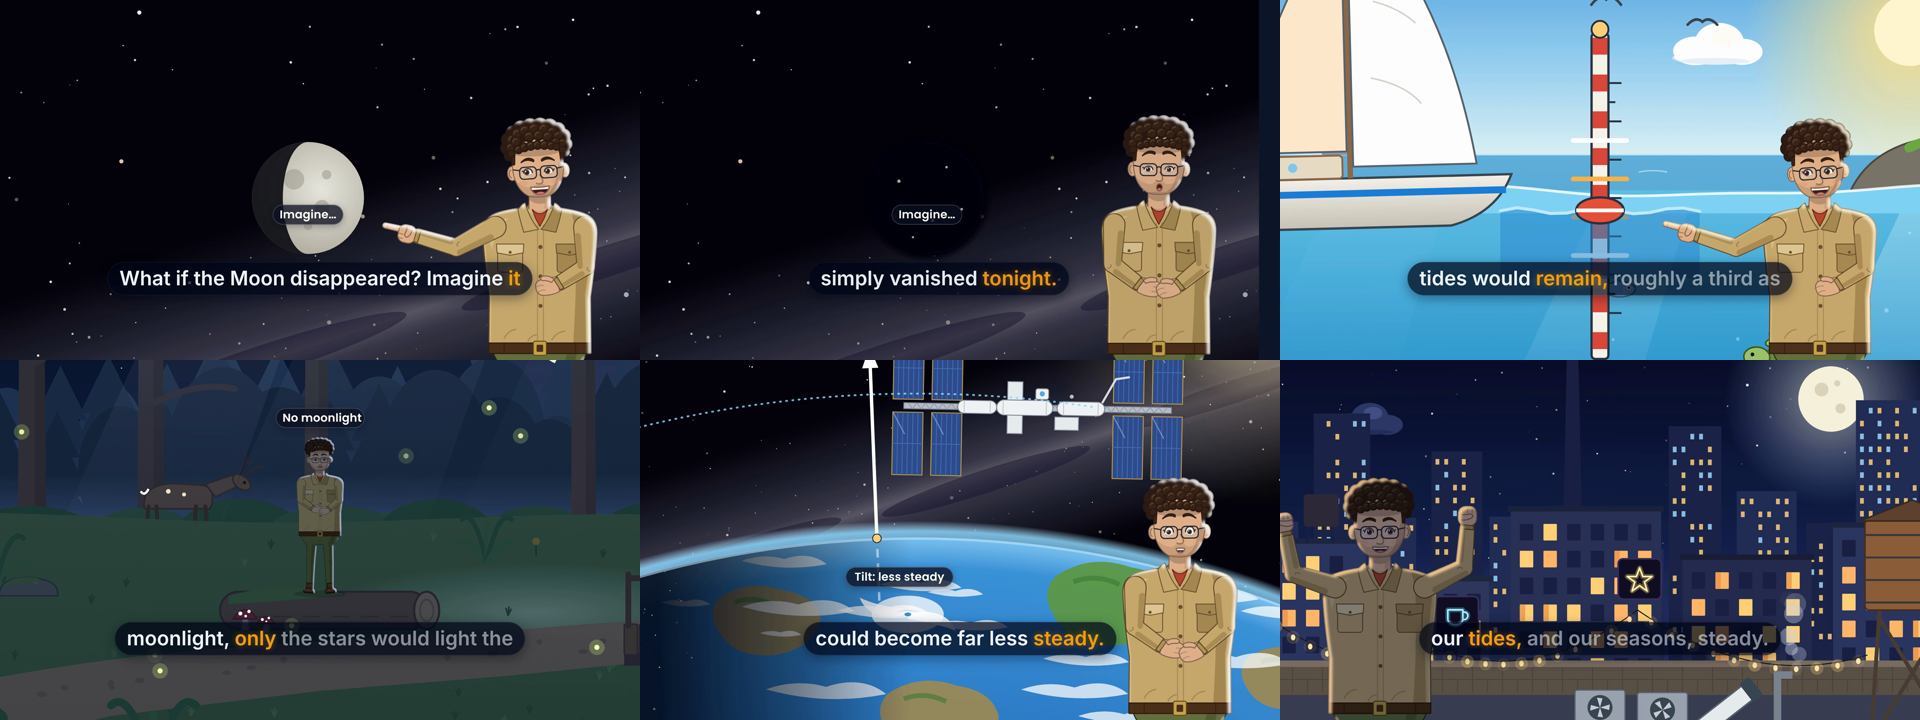 Imagine...
What if the Moon disappeared? Imagine it
Imagine...
simply vanished tonight.
tides would remain, roughly a third as
No moonlight
moonlight, only the stars would light the
Tilt: less steady
could become far less steady.
our tides, and our seasons, steady.